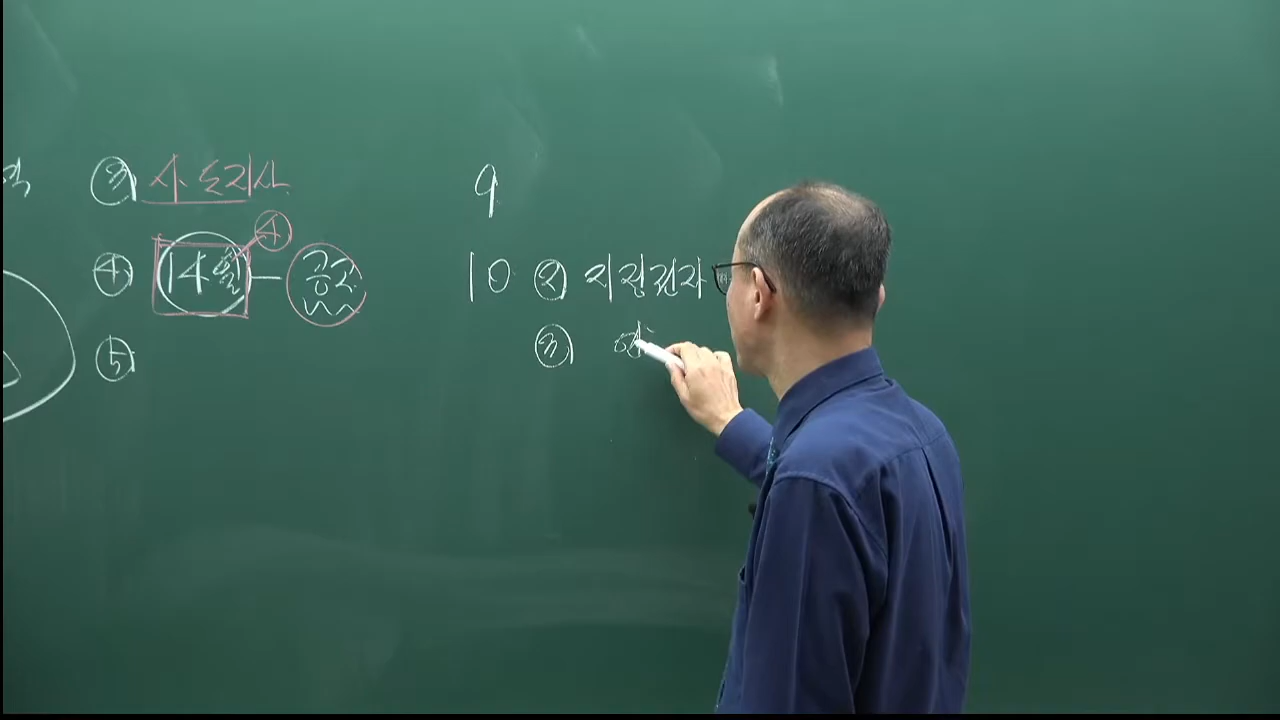 ③ 사 도지사
④ 14일 ④ 공고
⑤
9
10 ② 지정권자
③